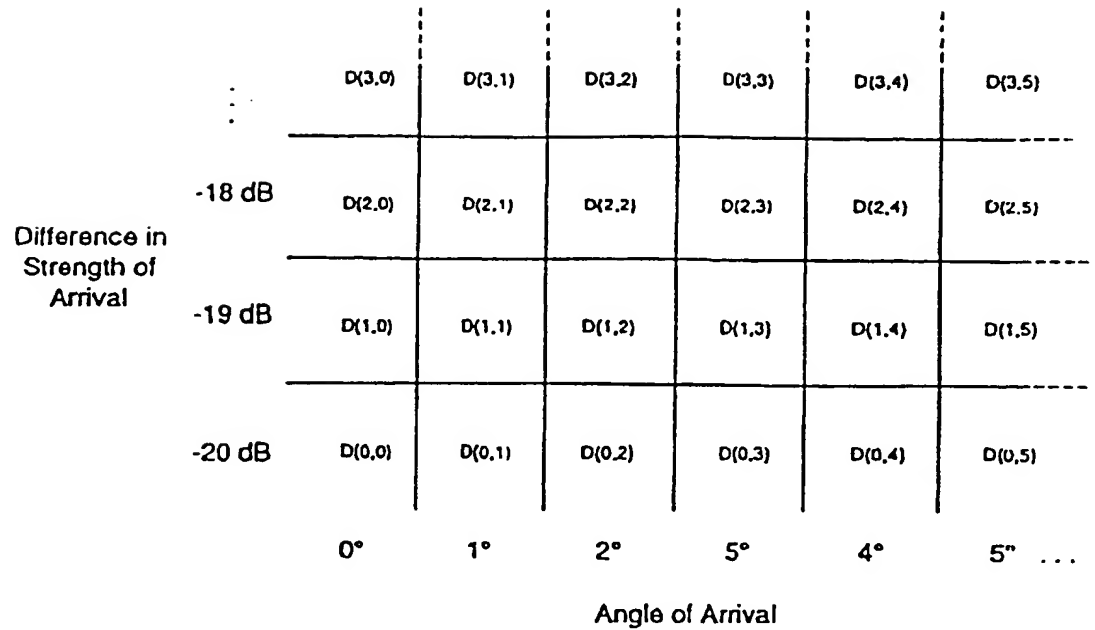 D(3,0) D(3,1) D(3,2) D(3,3) D(3,4) D(3,5)
-18 dB D(2,0) D(2,1) D(2,2) D(2,3) D(2,4) D(2,5)
Difference in
Strength of
Arrival
-19 dB D(1,0) D(1,1) D(1,2) D(1,3) D(1,4) D(1,5)
-20 dB D(0,0) D(0,1) D(0,2) D(0,3) D(0,4) D(0,5)
0° 1° 2° 5° 4° 5" ...
Angle of Arrival